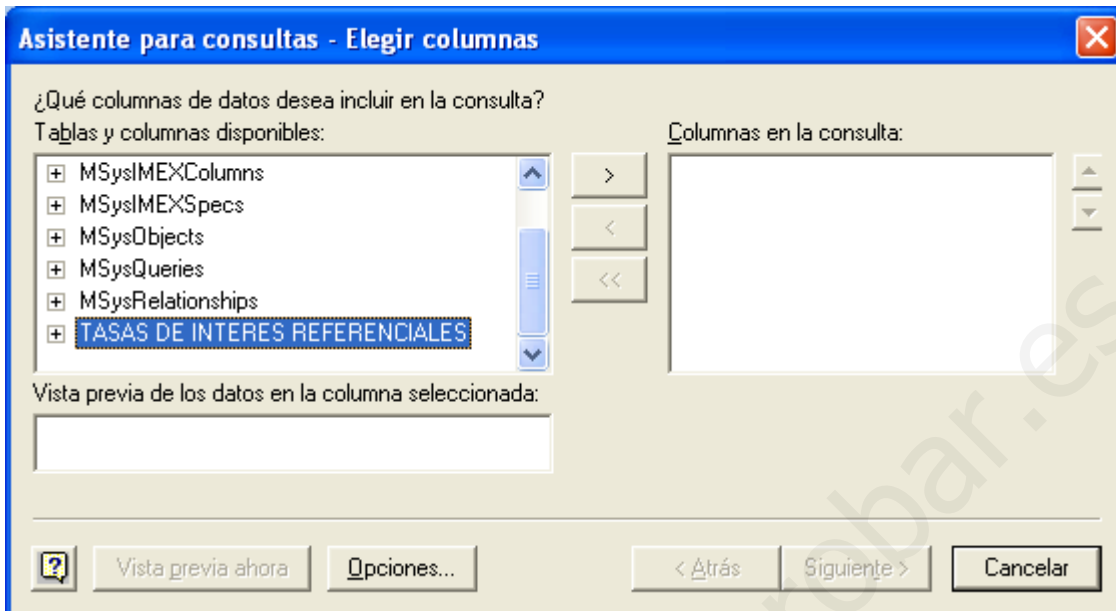 Asistente para consultas - Elegir columnas
¿Qué columnas de datos desea incluir en la consulta?
Tablas y columnas disponibles:
Columnas en la consulta:
MSysIMEXColumns
MSysIMEXSpecs
MSysObjects
MSysQueries
MSysRelationships
TASAS DE INTERES REFERENCIALES
>
<
<<
Vista previa de los datos en la columna seleccionada:
Vista previa ahora
Opciones...
< Atrás
Siguiente >
Cancelar
robar.es